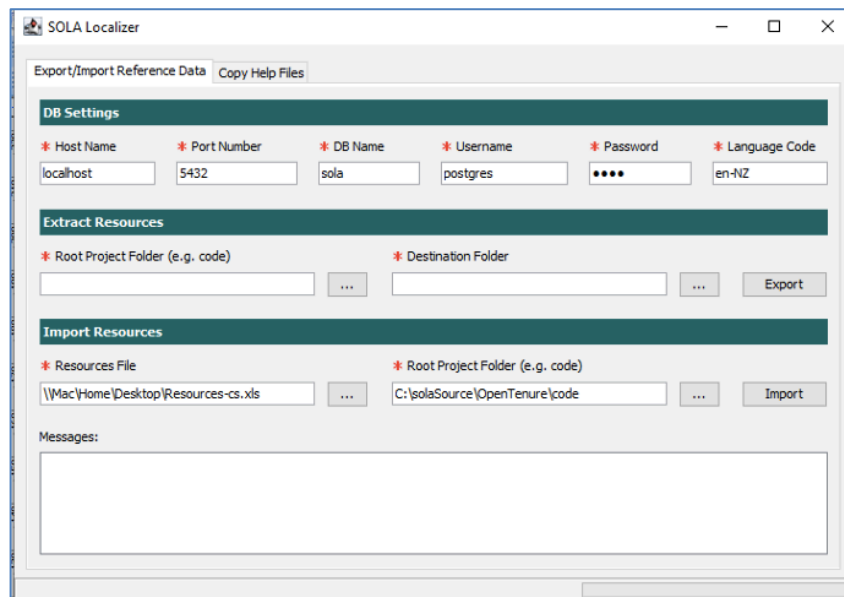 SOLA Localizer
Export/Import Reference Data Copy Help Files
DB Settings
* Host Name * Port Number * DB Name * Username * Password * Language Code
localhost 5432 sola postgres ●●●● en-NZ
Extract Resources
* Root Project Folder (e.g. code) * Destination Folder
... ... Export
Import Resources
* Resources File * Root Project Folder (e.g. code)
\\Mac\Home\Desktop\Resources-cs.xls ... C:\solaSource\OpenTenure\code ... Import
Messages: